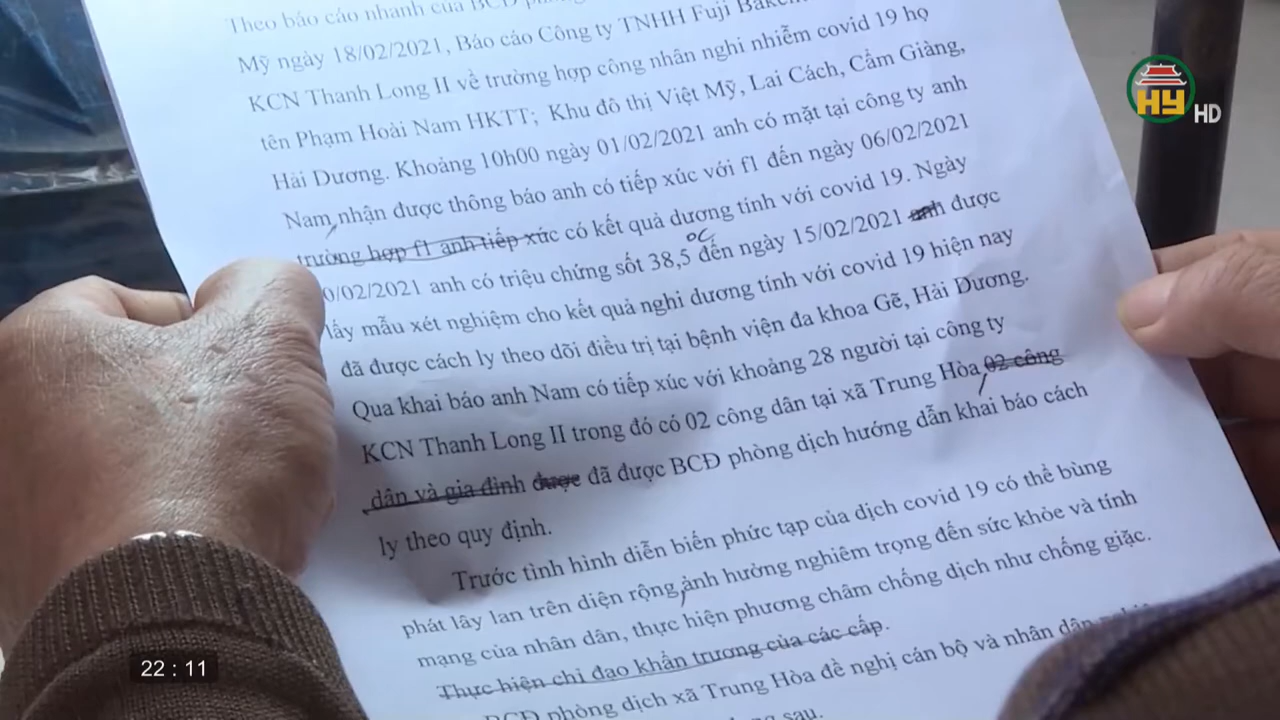 Theo báo cáo nhanh của BCĐ
Mỹ ngày 18/02/2021, Báo cáo Công ty TNHH Fuji
KCN Thanh Long II về trường hợp công nhân nghi nhiễm covid 19 họ
tên Phạm Hoài Nam HKTT; Khu đô thị Việt Mỹ, Lai Cách, Cẩm Giàng,
Hải Dương. Khoảng 10h00 ngày 01/02/2021 anh có mặt tại công ty anh
Nam, nhận được thông báo anh có tiếp xúc với f1 đến ngày 06/02/2021
trường hợp f1 anh tiếp xúc có kết quả dương tính với covid 19. Ngày
0/02/2021 anh có triệu chứng sốt 38,5 °C đến ngày 15/02/2021 anh được
lấy mẫu xét nghiệm cho kết quả nghi dương tính với covid 19 hiện nay
đã được cách ly theo dõi điều trị tại bệnh viện đa khoa Gẽ, Hải Dương.
Qua khai báo anh Nam có tiếp xúc với khoảng 28 người tại công ty
KCN Thanh Long II trong đó có 02 công dân tại xã Trung Hòa, 02 công
dân và gia đình được đã được BCĐ phòng dịch hướng dẫn khai báo cách
ly theo quy định.
Trước tình hình diễn biến phức tạp của dịch covid 19 có thể bùng
phát lây lan trên diện rộng, ảnh hưởng nghiêm trọng đến sức khỏe và tính
mạng của nhân dân, thực hiện phương châm chống dịch như chống giặc.
Thực hiện chỉ đạo khẩn trương của các cấp.
BCĐ phòng dịch xã Trung Hòa đề nghị cán bộ và nhân dân
sau.
HY HD
22 : 11